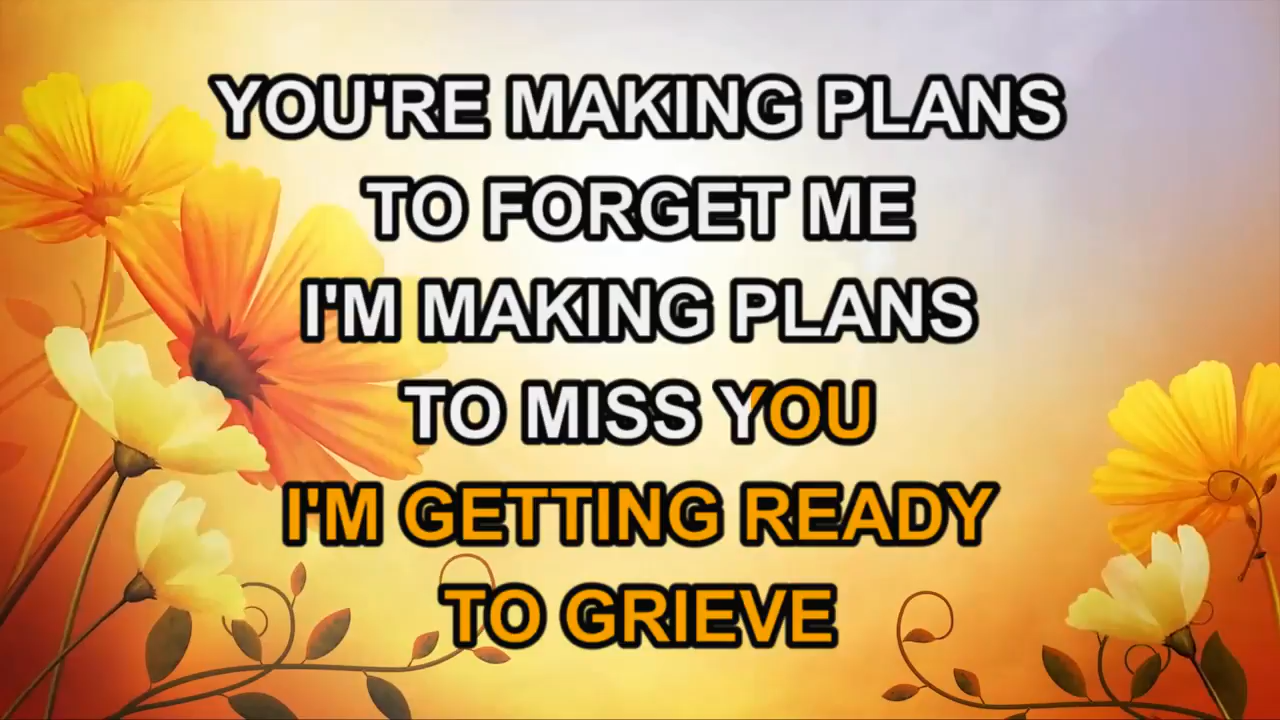 YOU'RE MAKING PLANS
TO FORGET ME
I'M MAKING PLANS
TO MISS YOU
I'M GETTING READY
TO GRIEVE